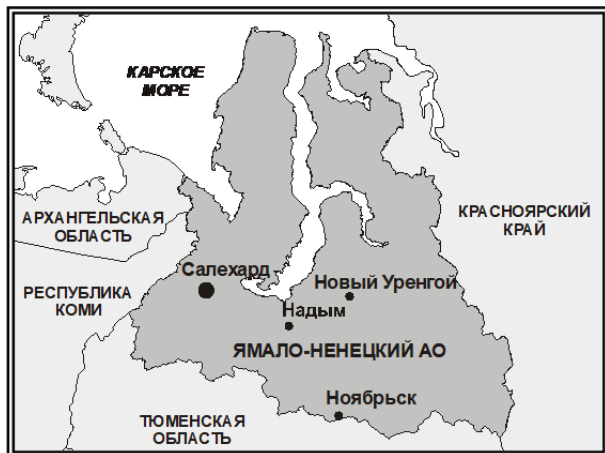 КАРСКОЕ
МОРЕ
АРХАНГЕЛЬСКАЯ
ОБЛАСТЬ
КРАСНОЯРСКИЙ
КРАЙ
Салехард
Новый Уренгой
РЕСПУБЛИКА
КОМИ
Надым
ЯМАЛО-НЕНЕЦКИЙ АО
Ноябрьск
ТЮМЕНСКАЯ
ОБЛАСТЬ